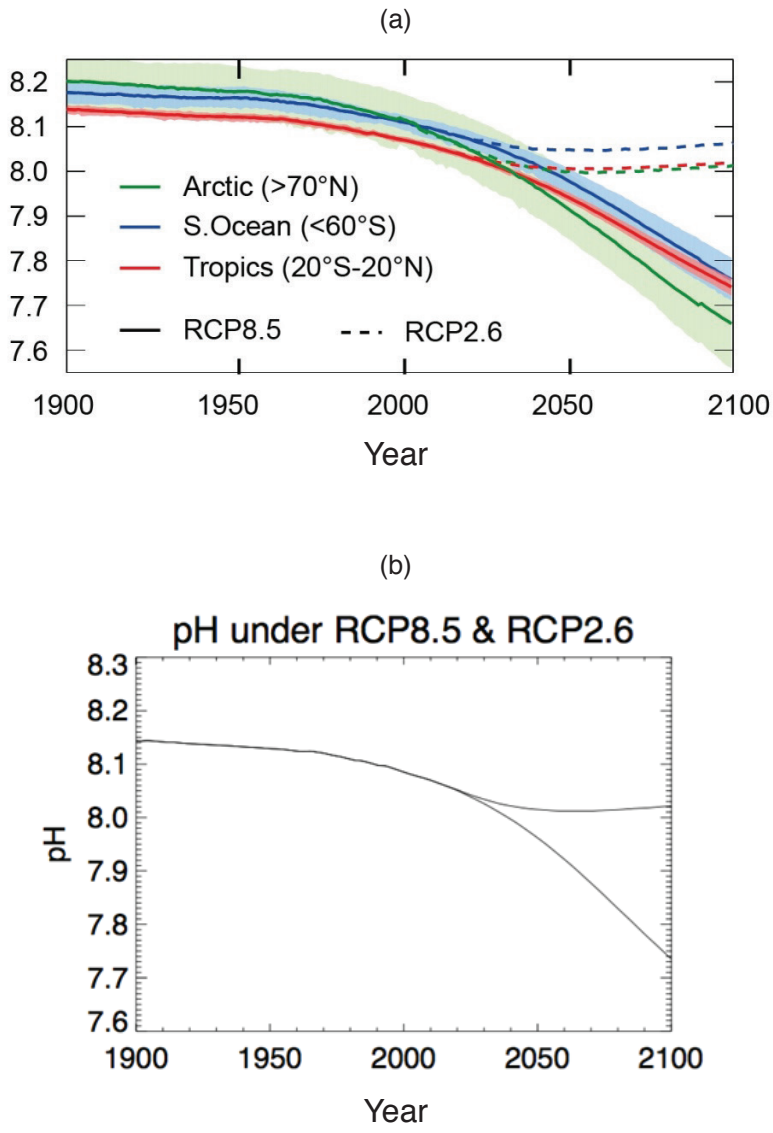 (a)
8.2
8.1
8.0
7.9
7.8
7.7
7.6
Arctic (>70°N)
S.Ocean (<60°S)
Tropics (20°S-20°N)
RCP8.5 RCP2.6
1900 1950 2000 2050 2100
Year
(b)
pH under RCP8.5 & RCP2.6
8.3
8.2
8.1
8.0
7.9
7.8
7.7
7.6
pH
1900 1950 2000 2050 2100
Year